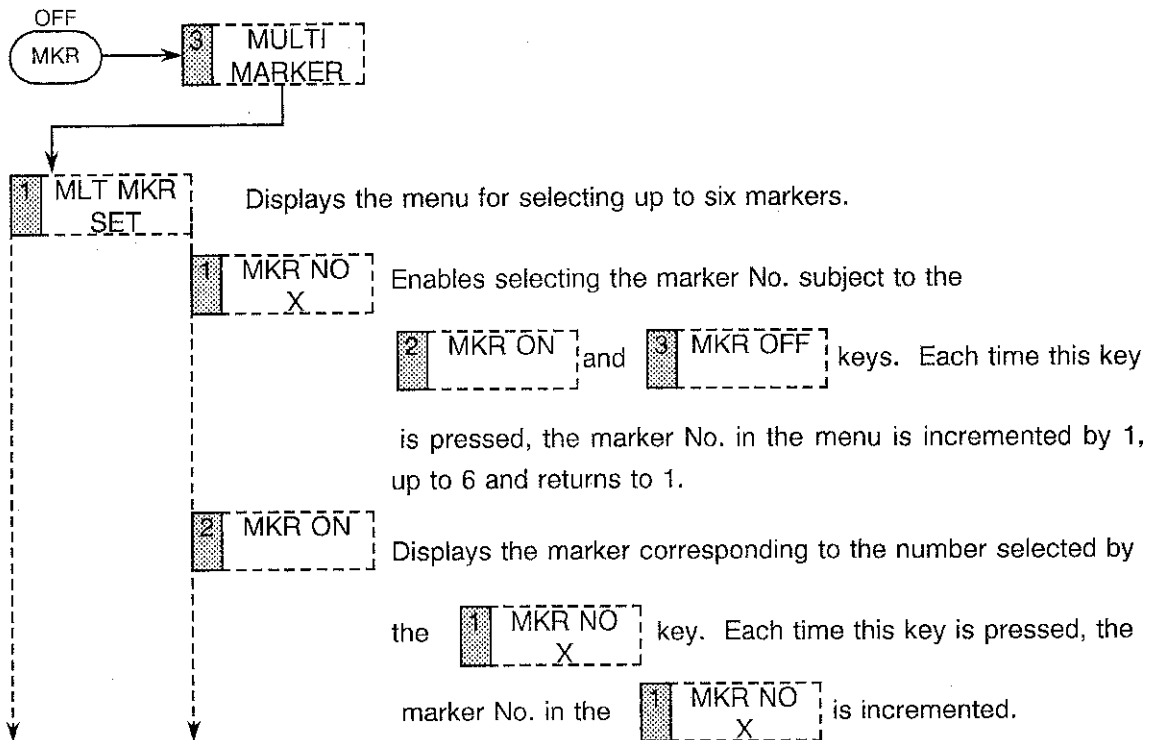 OFF
MKR
3 MULTI
MARKER
1 MLT MKR
SET
Displays the menu for selecting up to six markers.
1 MKR NO
X
Enables selecting the marker No. subject to the
2 MKR ON and 3 MKR OFF keys. Each time this key
is pressed, the marker No. in the menu is incremented by 1,
up to 6 and returns to 1.
2 MKR ON
Displays the marker corresponding to the number selected by
the 1 MKR NO X key. Each time this key is pressed, the
marker No. in the 1 MKR NO X is incremented.